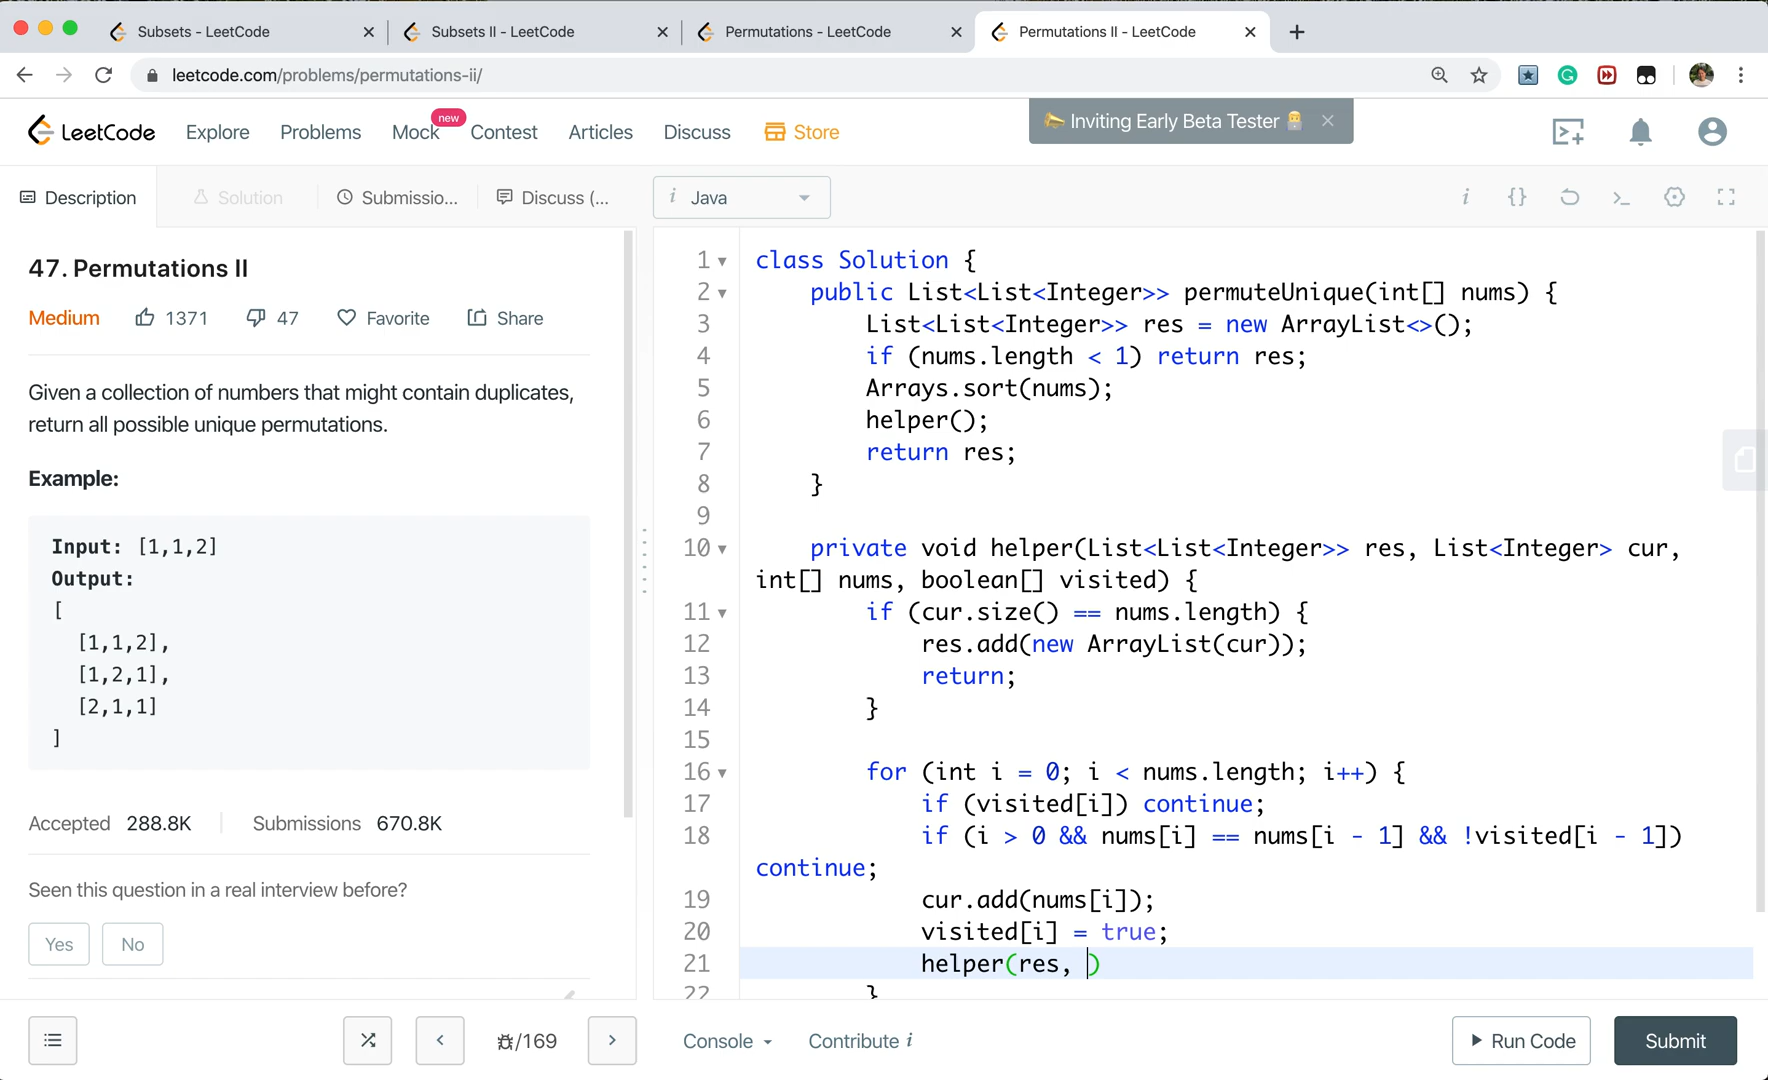 Subsets - LeetCode
Subsets II - LeetCode
Permutations - LeetCode
Permutations II - LeetCode
leetcode.com/problems/permutations-ii/
LeetCode
Explore
Problems
Mock
new
Contest
Articles
Discuss
Store
Inviting Early Beta Tester
Description
Solution
Submissio...
Discuss (...
i Java
47. Permutations II
Medium
1371
47
Favorite
Share
Given a collection of numbers that might contain duplicates,
return all possible unique permutations.
Example:
Input: [1,1,2]
Output:
[
[1,1,2],
[1,2,1],
[2,1,1]
]
Accepted 288.8K
Submissions 670.8K
Seen this question in a real interview before?
Yes
No
1 class Solution {
2 public List<List<Integer>> permuteUnique(int[] nums) {
3 List<List<Integer>> res = new ArrayList<>();
4 if (nums.length < 1) return res;
5 Arrays.sort(nums);
6 helper();
7 return res;
8 }
9
10 private void helper(List<List<Integer>> res, List<Integer> cur,
int[] nums, boolean[] visited) {
11 if (cur.size() == nums.length) {
12 res.add(new ArrayList(cur));
13 return;
14 }
15
16 for (int i = 0; i < nums.length; i++) {
17 if (visited[i]) continue;
18 if (i > 0 && nums[i] == nums[i - 1] && !visited[i - 1])
continue;
19 cur.add(nums[i]);
20 visited[i] = true;
21 helper(res, )
22 }
/169
Console
Contribute i
Run Code
Submit